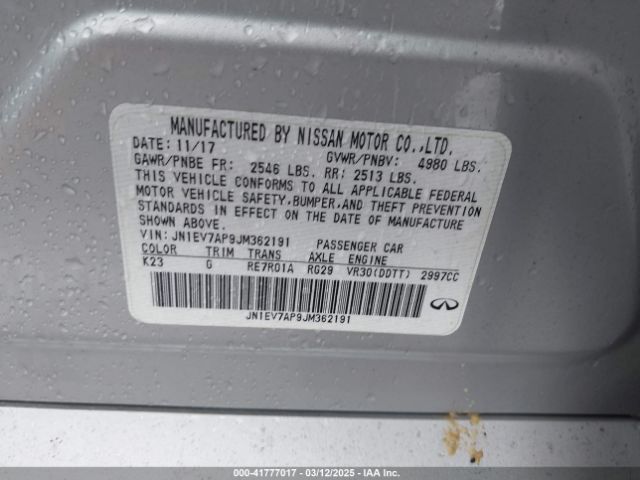 MANUFACTURED BY NISSAN MOTOR CO.,LTD.
DATE: 11/17 GVWR/PNBV: 4980 LBS.
GAWR/PNBE FR: 2546 LBS. RR: 2513 LBS.
THIS VEHICLE CONFORMS TO ALL APPLICABLE FEDERAL
MOTOR VEHICLE SAFETY,BUMPER,AND THEFT PREVENTION
STANDARDS IN EFFECT ON THE DATE OF MANUFACTURE
SHOWN ABOVE.
VIN: JN1EV7AP9JM362191 PASSENGER CAR
COLOR TRIM TRANS AXLE ENGINE
K23 G RE7R01A RG29 VR30(DDTT) 2997CC
JN1EV7AP9JM362191
000-41777017 - 03/12/2025 - IAA Inc.